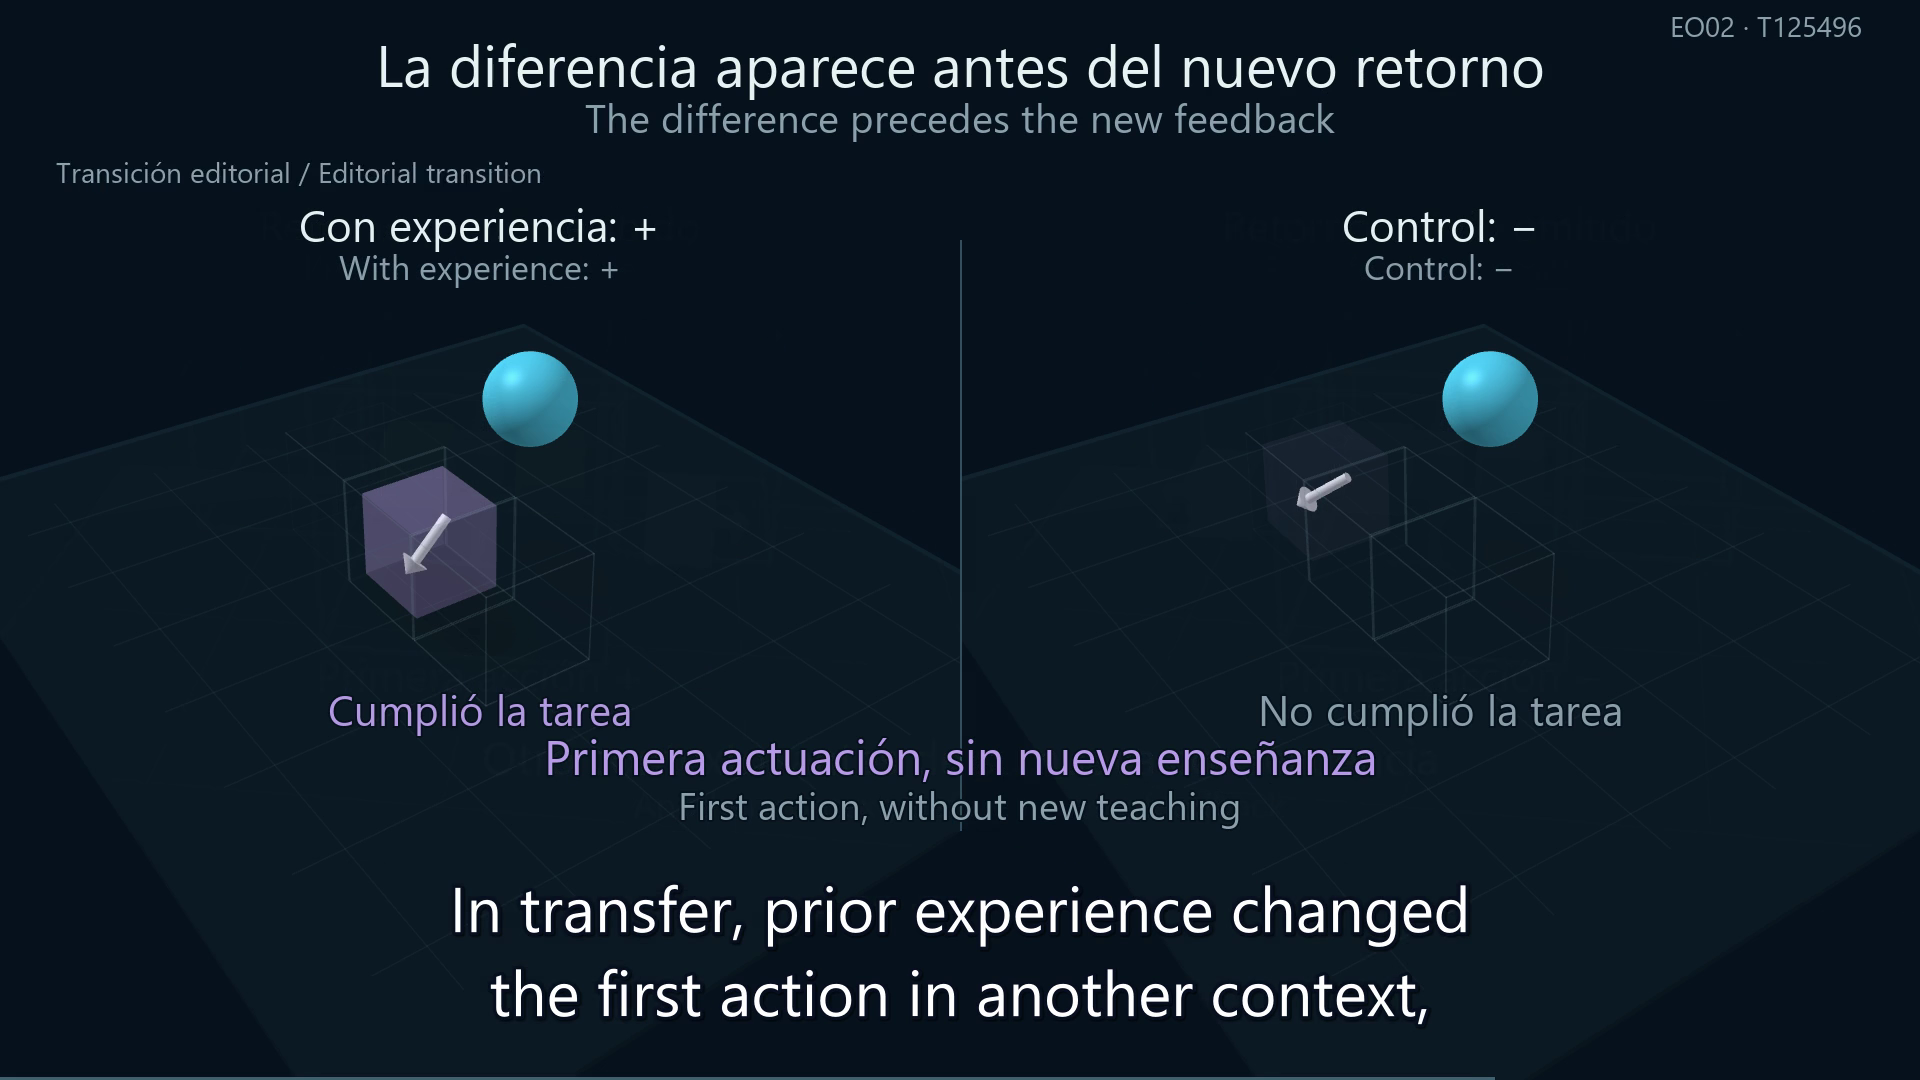 EO02 · T125496
La diferencia aparece antes del nuevo retorno
The difference precedes the new feedback
Transición editorial / Editorial transition
Con experiencia: +
With experience: +
Control: −
Control: −
Cumplió la tarea
No cumplió la tarea
Primera actuación, sin nueva enseñanza
First action, without new teaching
In transfer, prior experience changed
the first action in another context,